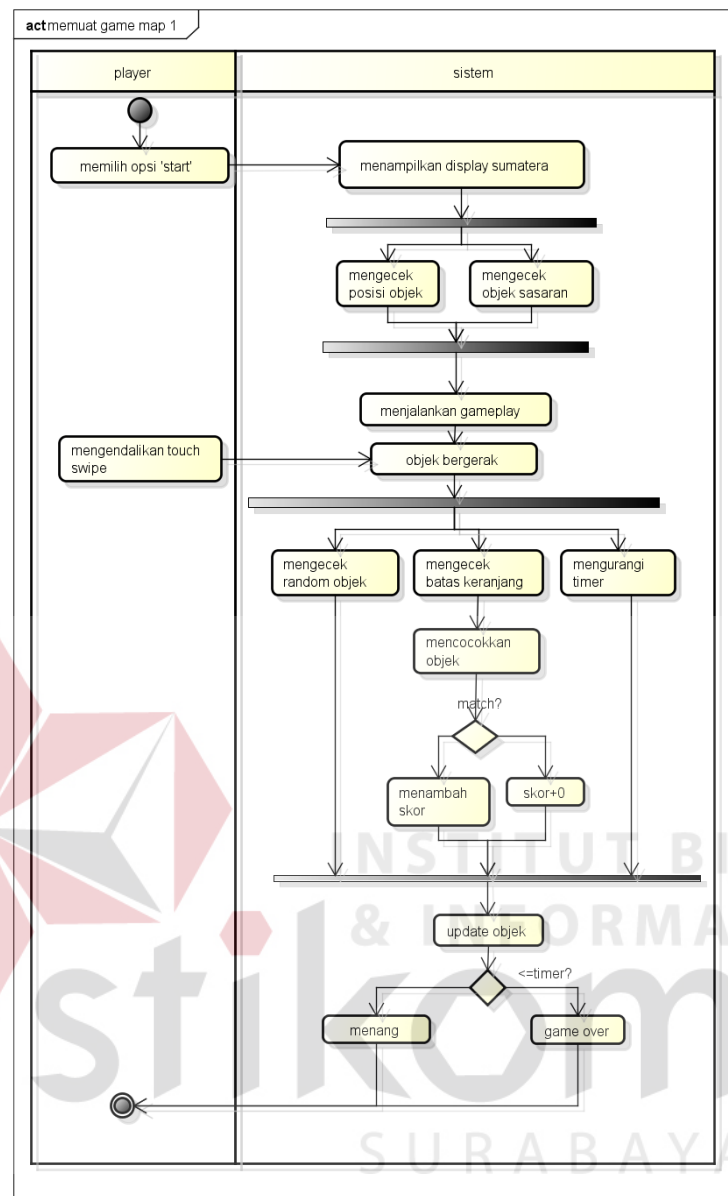 act memuat game map 1
player
sistem
memilih opsi 'start'
menampilkan display sumatera
mengecek
posisi objek
mengecek
objek sasaran
menjalankan gameplay
mengendalikan touch
swipe
objek bergerak
mengecek
random objek
mengecek
batas keranjang
mengurangi
timer
mencocokkan
objek
match?
menambah
skor
skor+0
INSTITUT BI
& INFORMA
update objek
<=timer?
menang
game over
stikom
SURABAYA